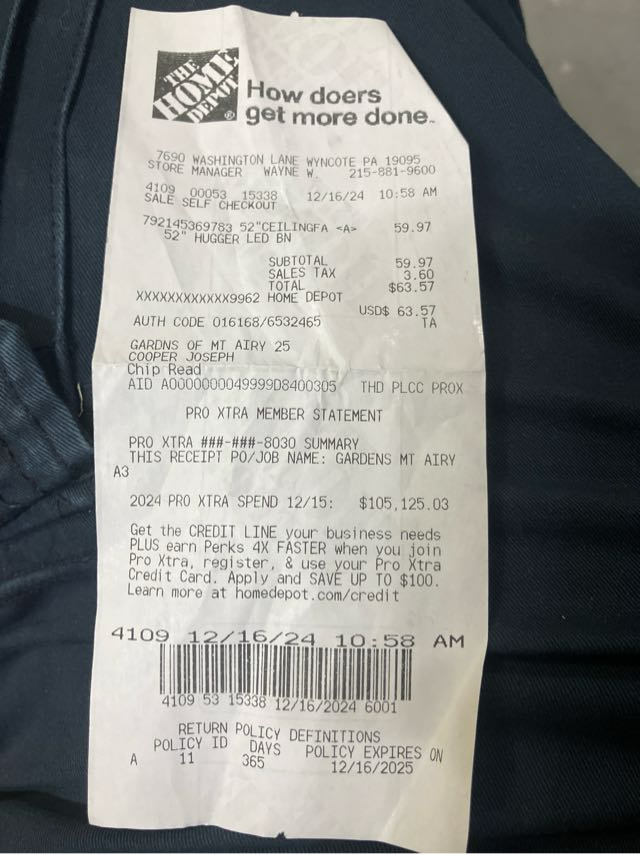 THE
HOME
DEPOT
®
How doers
get more done™
7690 WASHINGTON LANE WYNCOTE PA 19095
STORE MANAGER WAYNE W. 215-881-9600
4109 00053 15338 12/16/24 10:58 AM
SALE SELF CHECKOUT
792145369783 52"CEILINGFA <A> 59.97
52" HUGGER LED BN
SUBTOTAL 59.97
SALES TAX 3.60
TOTAL $63.57
XXXXXXXXXXXX9962 HOME DEPOT
USD$ 63.57
AUTH CODE 016168/6532465 TA
GARDNS OF MT AIRY 25
COOPER JOSEPH
Chip Read
AID A0000000049999D8400305 THD PLCC PROX
PRO XTRA MEMBER STATEMENT
PRO XTRA ###-###-8030 SUMMARY
THIS RECEIPT PO/JOB NAME: GARDENS MT AIRY
A3
2024 PRO XTRA SPEND 12/15: $105,125.03
Get the CREDIT LINE your business needs
PLUS earn Perks 4X FASTER when you join
Pro Xtra, register, & use your Pro Xtra
Credit Card. Apply and SAVE UP TO $100.
Learn more at homedepot.com/credit
4109 12/16/24 10:58 AM
4109 53 15338 12/16/2024 6001
RETURN POLICY DEFINITIONS
POLICY ID DAYS POLICY EXPIRES ON
A 11 365 12/16/2025